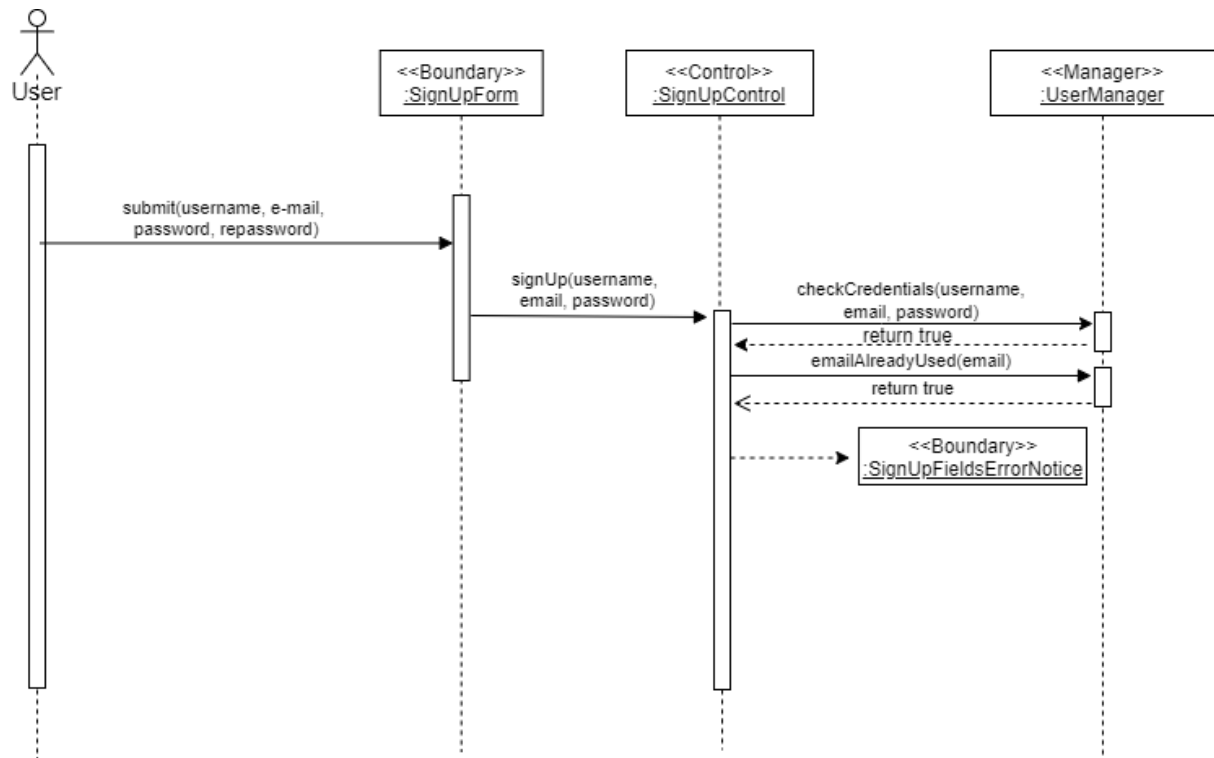 User
<<Boundary>>
:SignUpForm
<<Control>>
:SignUpControl
<<Manager>>
:UserManager
submit(username, e-mail,
password, repassword)
signUp(username,
email, password)
checkCredentials(username,
email, password)
return true
emailAlreadyUsed(email)
return true
<<Boundary>>
:SignUpFieldsErrorNotice